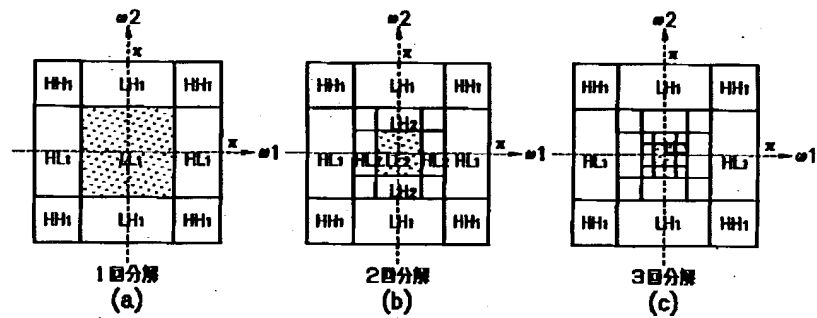 ω2 ω2 ω2
π π π
HH1 LH1 HH1 HH1 LH1 HH1 HH1 LH1 HH1
LH2
HL1 LL1 HL1 π ω1 HL1 HL2 LL2 HL2 HL1 π ω1 HL1 HL1 π ω1
LH2
HH1 LH1 HH1 HH1 LH1 HH1 HH1 LH1 HH1
1回分解 2回分解 3回分解
(a) (b) (c)